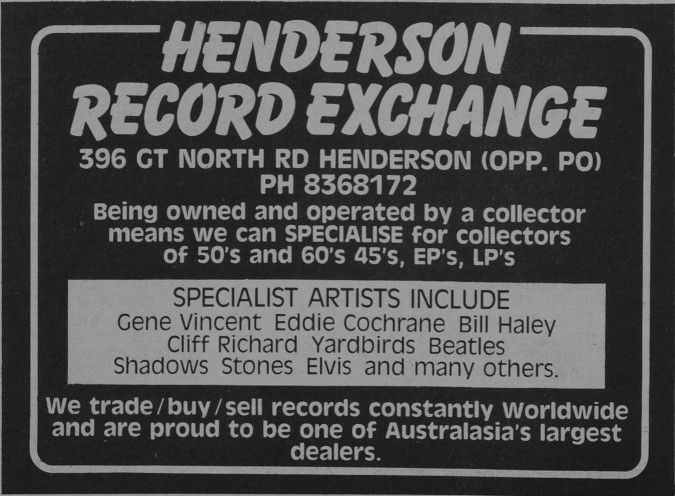 HENDERSON
RECORD EXCHANGE
396 GT NORTH RD HENDERSON (OPP. PO)
PH 8368172
Being owned and operated by a collector
means we can SPECIALISE for collectors
of 50's and 60's 45's, EP's, LP's
SPECIALIST ARTISTS INCLUDE
Gene Vincent Eddie Cochrane Bill Haley
Cliff Richard Yardbirds Beatles
Shadows Stones Elvis and many others.
We trade/buy/sell records constantly Worldwide
and are proud to be one of Australasia's largest
dealers.